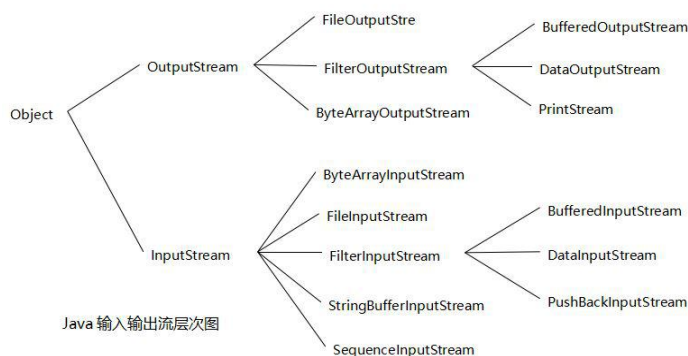 FileOutputStre
BufferedOutputStream
OutputStream
FilterOutputStream
DataOutputStream
Object
ByteArrayOutputStream
PrintStream
ByteArrayInputStream
FileInputStream
BufferedInputStream
InputStream
FilterInputStream
DataInputStream
StringBufferInputStream
PushBackInputStream
Java 输入输出流层次图
SequenceInputStream